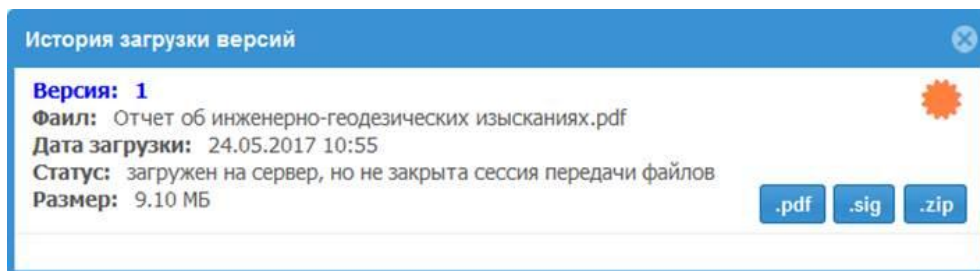 История загрузки версий
Версия: 1
Фаил: Отчет об инженерно-геодезических изысканиях.pdf
Дата загрузки: 24.05.2017 10:55
Статус: загружен на сервер, но не закрыта сессия передачи файлов
Размер: 9.10 МБ
.pdf .sig .zip